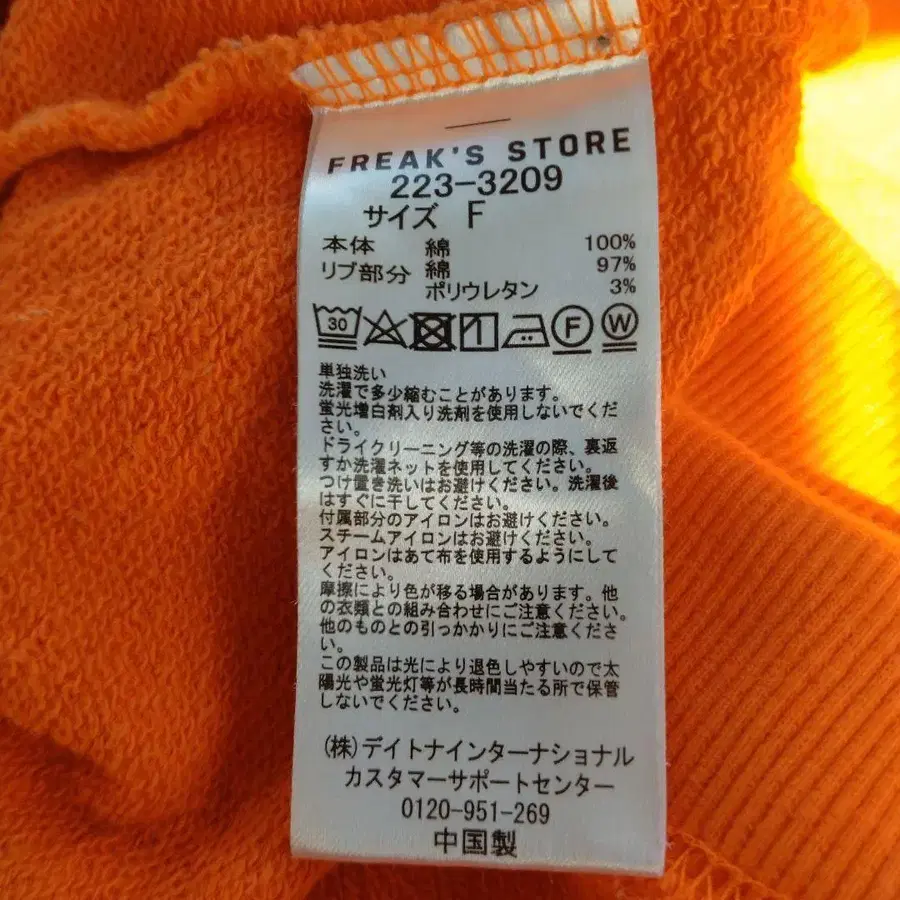 FREAK'S STORE
223-3209
サイズ F
本体 綿 100%
リブ部分 綿 97%
ポリウレタン 3%
30 F W
単独洗い
洗濯で多少縮むことがあります。
蛍光増白剤入り洗剤を使用しないでくだ
さい。
ドライクリーニング等の洗濯の際、裏返
すか洗濯ネットを使用してください。
つけ置き洗いはお避けください。洗濯後
はすぐに干してください。
付属部分のアイロンはお避けください。
スチームアイロンはお避けください。
アイロンはあて布を使用するようにして
ください。
摩擦により色が移る場合があります。他
の衣類との組み合わせにご注意ください。
他のものとの引っかかりにご注意くださ
い。
この製品は光により退色しやすいので太
陽光や蛍光灯等が長時間当たる所で保管
しないでください。
(株)デイトナインターナショナル
カスタマーサポートセンター
0120-951-269
中国製